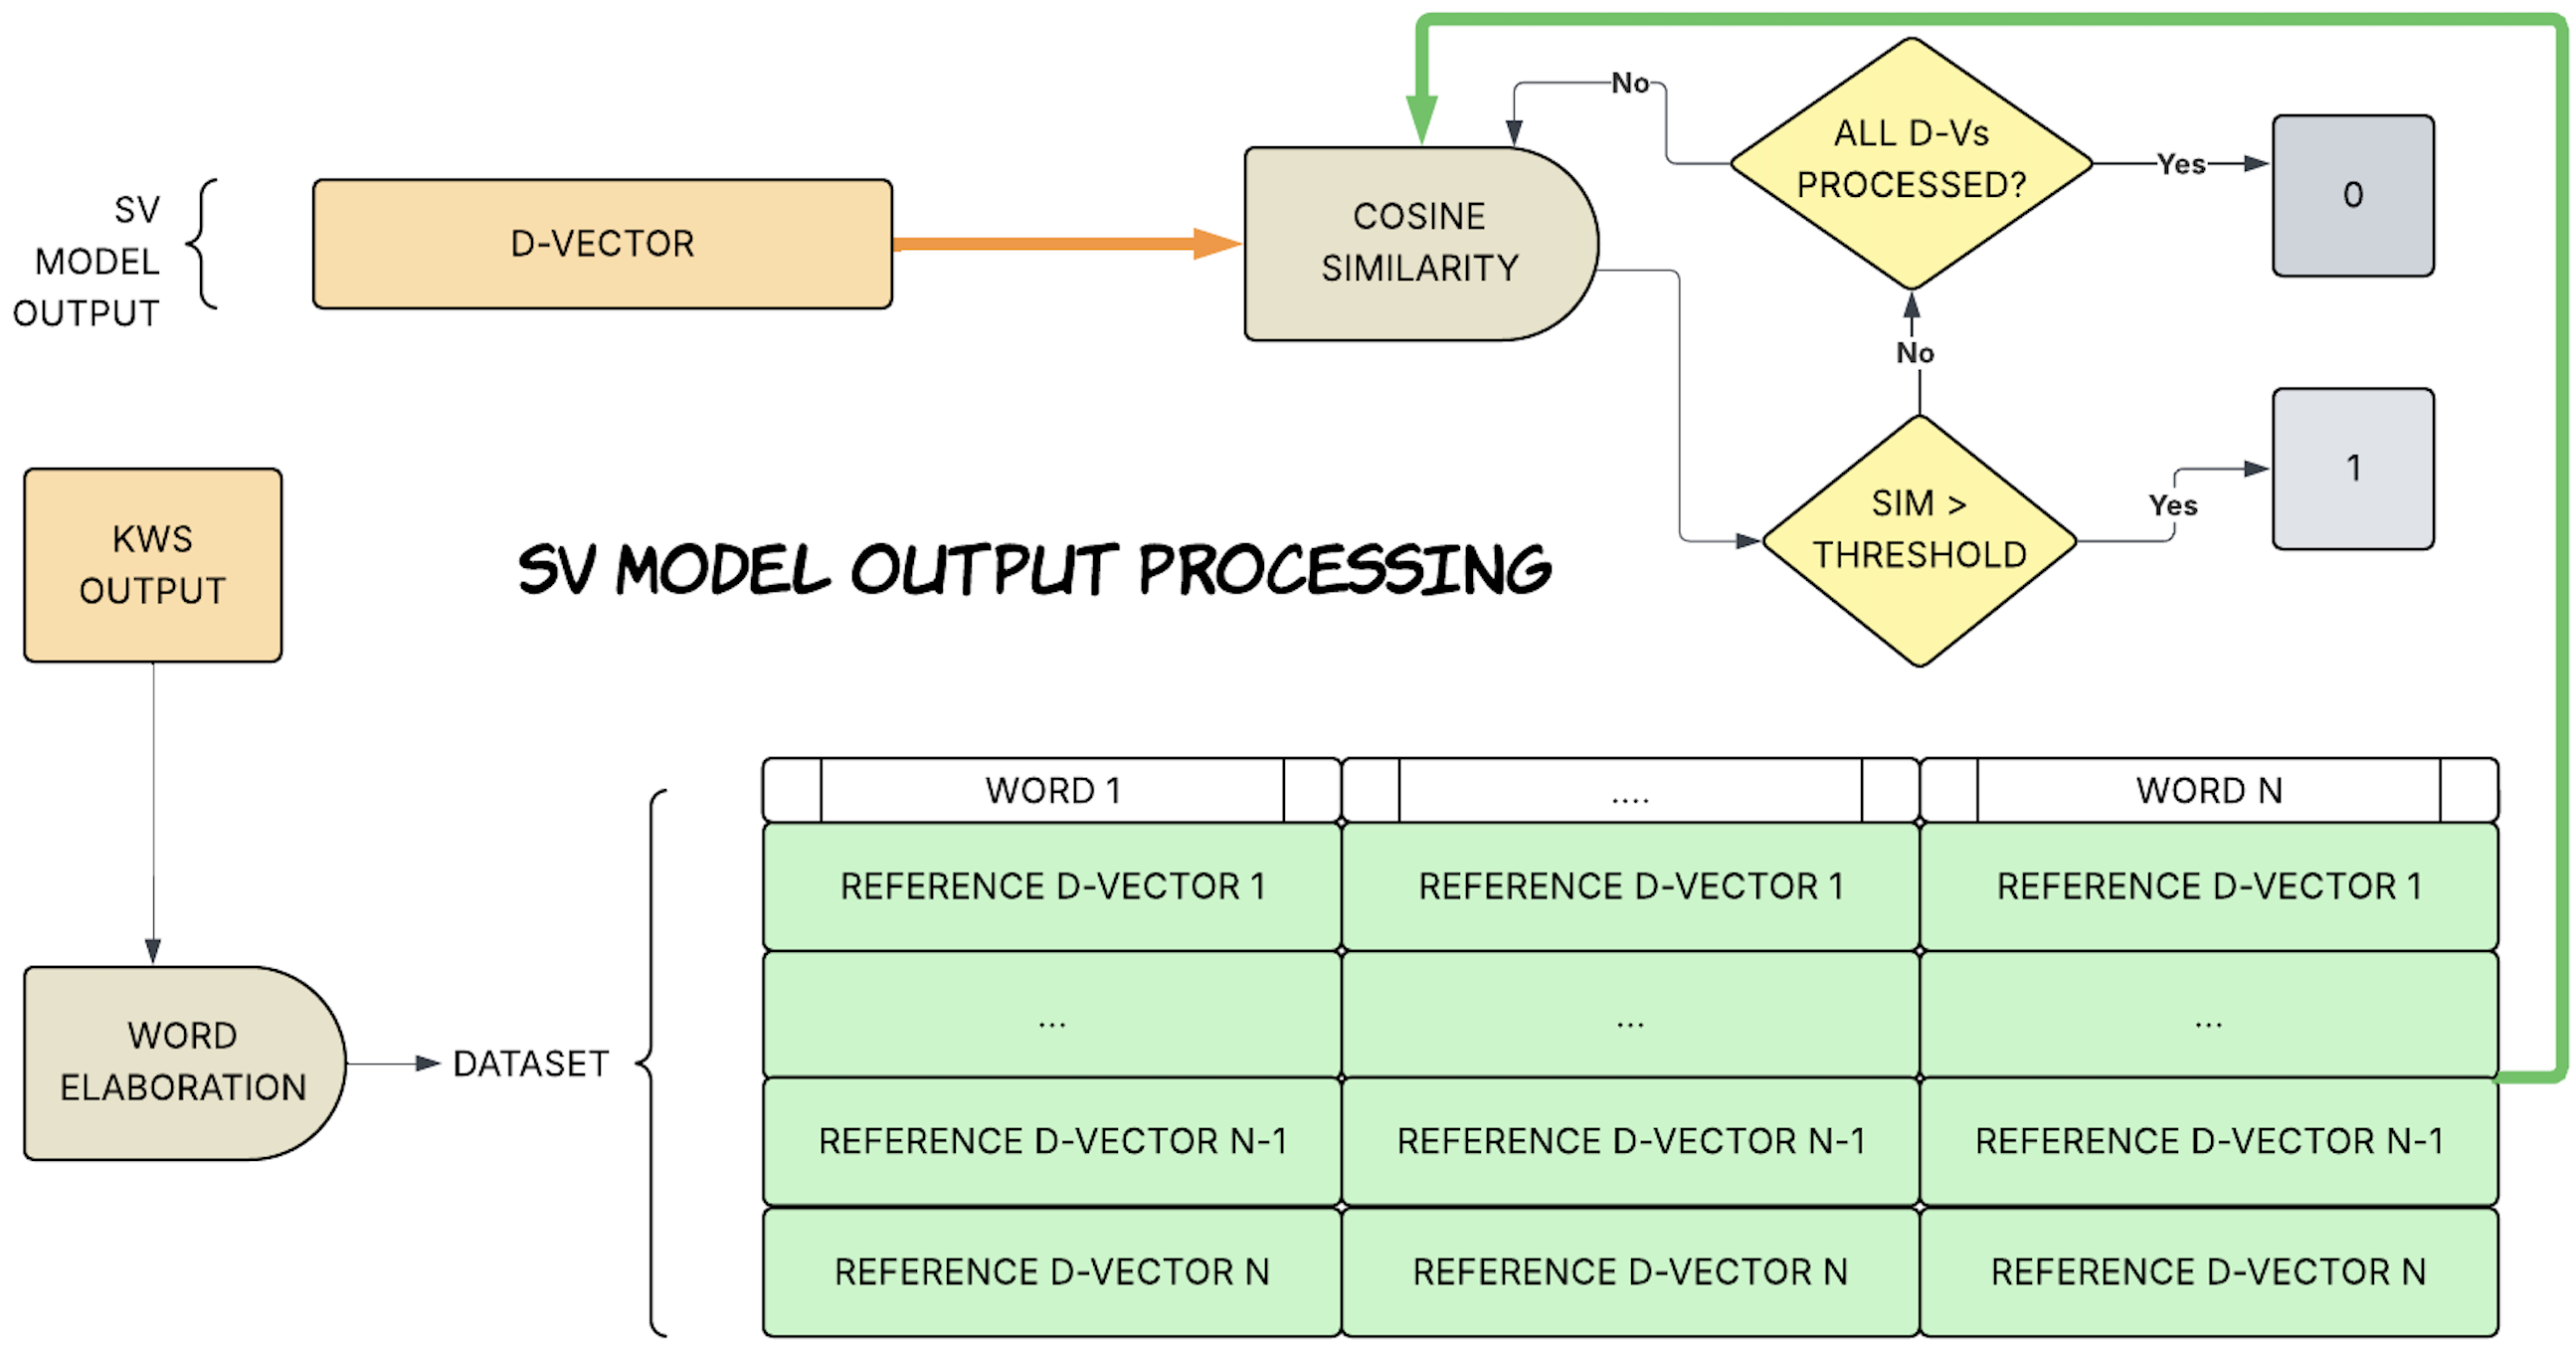 SV
MODEL
OUTPUT
D-VECTOR
COSINE
SIMILARITY
No
ALL D-Vs
PROCESSED?
Yes
0
No
SIM >
THRESHOLD
Yes
1
KWS
OUTPUT
SV MODEL OUTPUT PROCESSING
WORD
ELABORATION
DATASET
WORD 1
....
WORD N
REFERENCE D-VECTOR 1
REFERENCE D-VECTOR 1
REFERENCE D-VECTOR 1
...
...
...
REFERENCE D-VECTOR N-1
REFERENCE D-VECTOR N-1
REFERENCE D-VECTOR N-1
REFERENCE D-VECTOR N
REFERENCE D-VECTOR N
REFERENCE D-VECTOR N